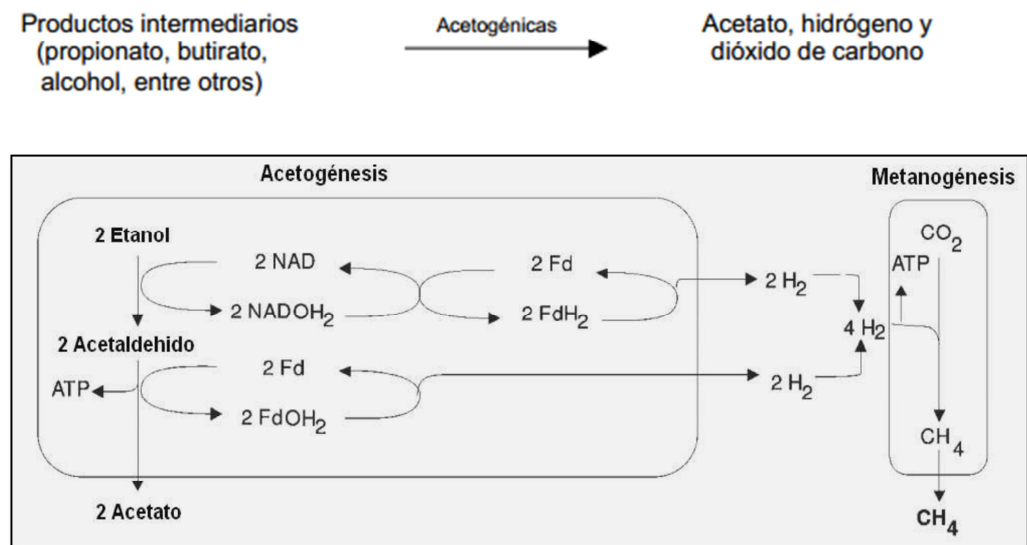 Productos intermediarios
(propionato, butirato,
alcohol, entre otros)
Acetogénicas
Acetato, hidrógeno y
dióxido de carbono
Acetogénesis
Metanogénesis
2 Etanol
2 NAD
2 Fd
2 H2
CO2
ATP
2 NADOH2
2 FdH2
4 H2
2 Acetaldehido
2 Fd
ATP
2 H2
2 FdOH2
CH4
2 Acetato
CH4